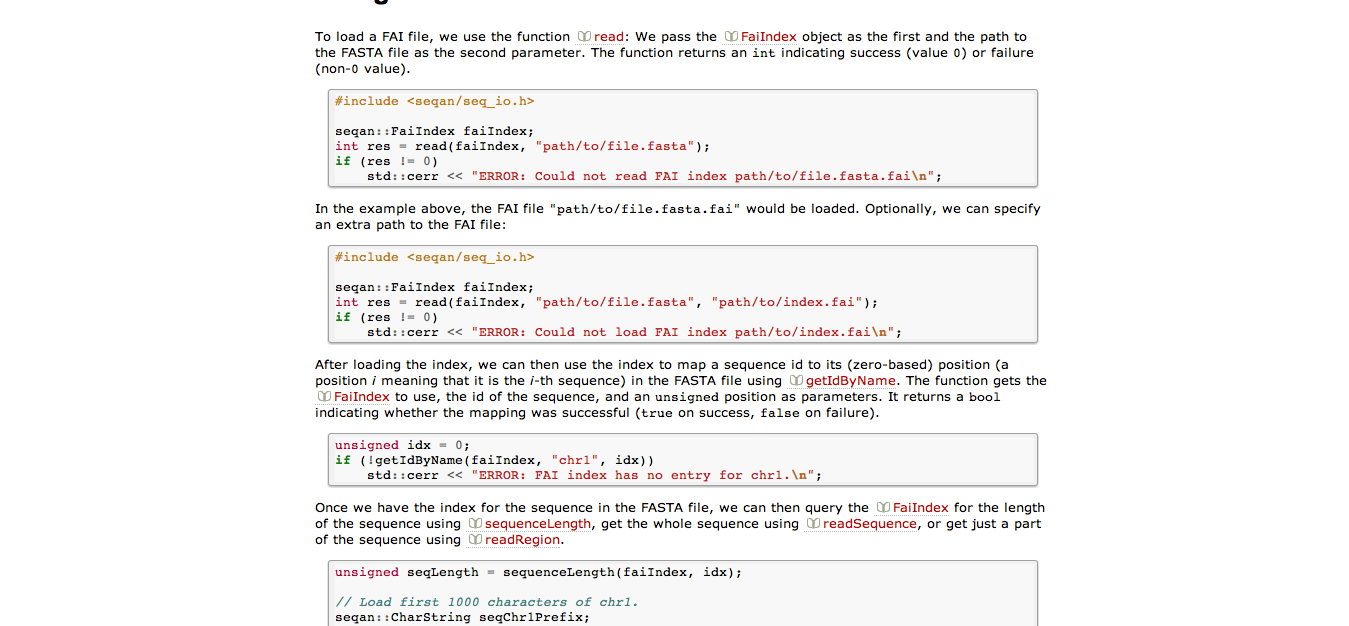 To load a FAI file, we use the function read: We pass the FaiIndex object as the first and the path to
the FASTA file as the second parameter. The function returns an int indicating success (value 0) or failure
(non-0 value).
#include <seqan/seq_io.h>
seqan::FaiIndex faiIndex;
int res = read(faiIndex, "path/to/file.fasta");
if (res != 0)
    std::cerr << "ERROR: Could not read FAI index path/to/file.fasta.fai\n";
In the example above, the FAI file "path/to/file.fasta.fai" would be loaded. Optionally, we can specify
an extra path to the FAI file:
#include <seqan/seq_io.h>
seqan::FaiIndex faiIndex;
int res = read(faiIndex, "path/to/file.fasta", "path/to/index.fai");
if (res != 0)
    std::cerr << "ERROR: Could not load FAI index path/to/index.fai\n";
After loading the index, we can then use the index to map a sequence id to its (zero-based) position (a
position i meaning that it is the i-th sequence) in the FASTA file using getIdByName. The function gets the
FaiIndex to use, the id of the sequence, and an unsigned position as parameters. It returns a bool
indicating whether the mapping was successful (true on success, false on failure).
unsigned idx = 0;
if (!getIdByName(faiIndex, "chr1", idx))
    std::cerr << "ERROR: FAI index has no entry for chr1.\n";
Once we have the index for the sequence in the FASTA file, we can then query the FaiIndex for the length
of the sequence using sequenceLength, get the whole sequence using readSequence, or get just a part
of the sequence using readRegion.
unsigned seqLength = sequenceLength(faiIndex, idx);
// Load first 1000 characters of chr1.
seqan::CharString seqChr1Prefix;